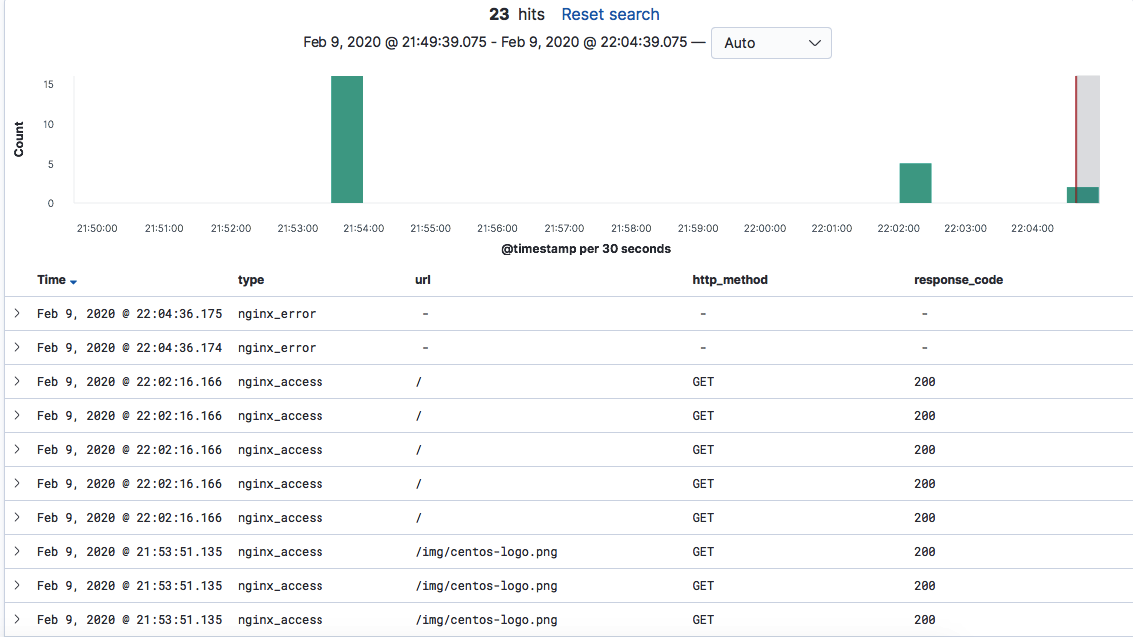 23 hits Reset search
Feb 9, 2020 @ 21:49:39.075 - Feb 9, 2020 @ 22:04:39.075 — Auto
15
10
5
0
Count
21:50:00 21:51:00 21:52:00 21:53:00 21:54:00 21:55:00 21:56:00 21:57:00 21:58:00 21:59:00 22:00:00 22:01:00 22:02:00 22:03:00 22:04:00
@timestamp per 30 seconds
Time type url http_method response_code
Feb 9, 2020 @ 22:04:36.175 nginx_error - - -
Feb 9, 2020 @ 22:04:36.174 nginx_error - - -
Feb 9, 2020 @ 22:02:16.166 nginx_access / GET 200
Feb 9, 2020 @ 22:02:16.166 nginx_access / GET 200
Feb 9, 2020 @ 22:02:16.166 nginx_access / GET 200
Feb 9, 2020 @ 22:02:16.166 nginx_access / GET 200
Feb 9, 2020 @ 22:02:16.166 nginx_access / GET 200
Feb 9, 2020 @ 21:53:51.135 nginx_access /img/centos-logo.png GET 200
Feb 9, 2020 @ 21:53:51.135 nginx_access /img/centos-logo.png GET 200
Feb 9, 2020 @ 21:53:51.135 nginx_access /img/centos-logo.png GET 200